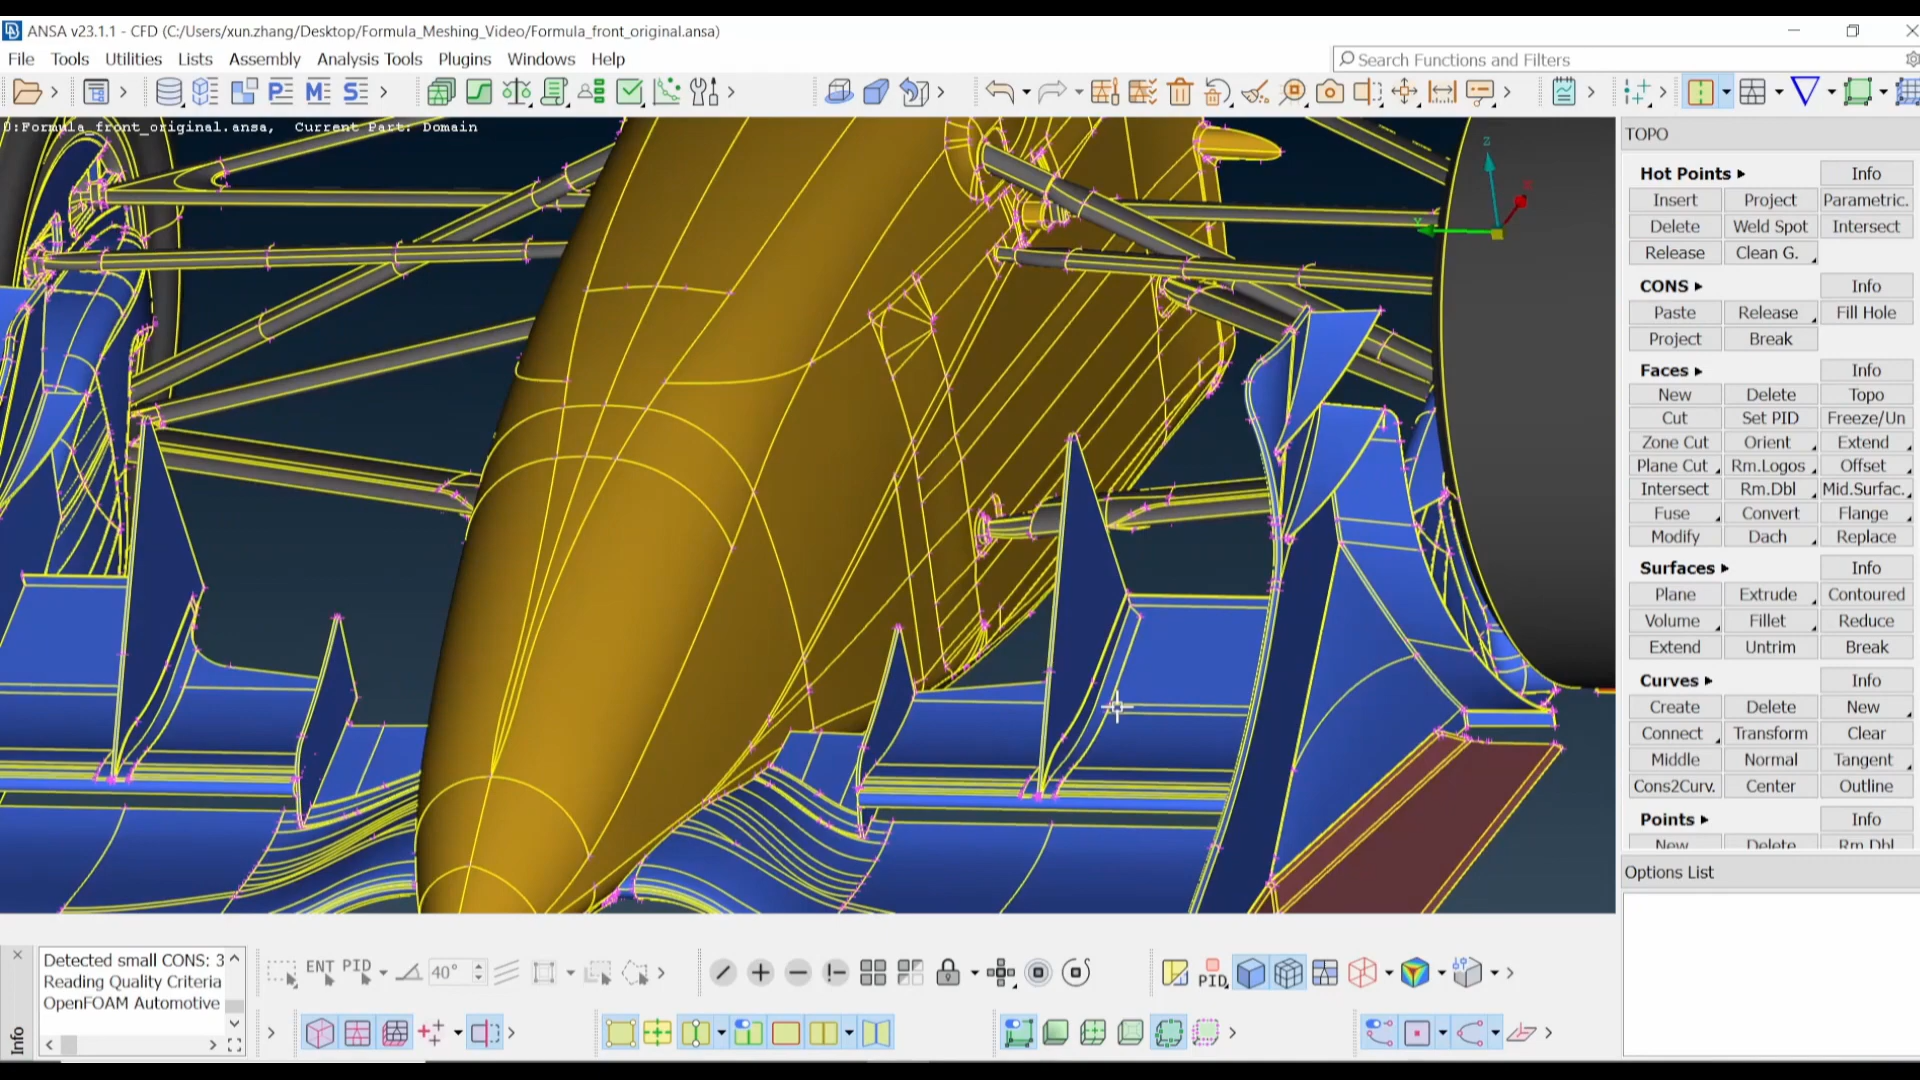 ANSA v23.1.1 - CFD (C:/Users/xun.zhang/Desktop/Formula_Meshing_Video/Formula_front_original.ansa)
File Tools Utilities Lists Assembly Analysis Tools Plugins Windows Help
Search Functions and Filters
P M S
0:Formula_front_original.ansa, Current Part: Domain
TOPO
Hot Points Info
Insert Project Parametric.
Delete Weld Spot Intersect
Release Clean G.
CONS Info
Paste Release Fill Hole
Project Break
Faces Info
New Delete Topo
Cut Set PID Freeze/Un
Zone Cut Orient Extend
Plane Cut Rm.Logos Offset
Intersect Rm.Dbl Mid.Surfac.
Fuse Convert Flange
Modify Dach Replace
Surfaces Info
Plane Extrude Contoured
Volume Fillet Reduce
Extend Untrim Break
Curves Info
Create Delete New
Connect Transform Clear
Middle Normal Tangent
Cons2Curv. Center Outline
Points Info
New Delete Rm Dbl
Options List
z
Y
Info
Detected small CONS: 3
Reading Quality Criteria
OpenFOAM Automotive
ENT PID 40°
PID